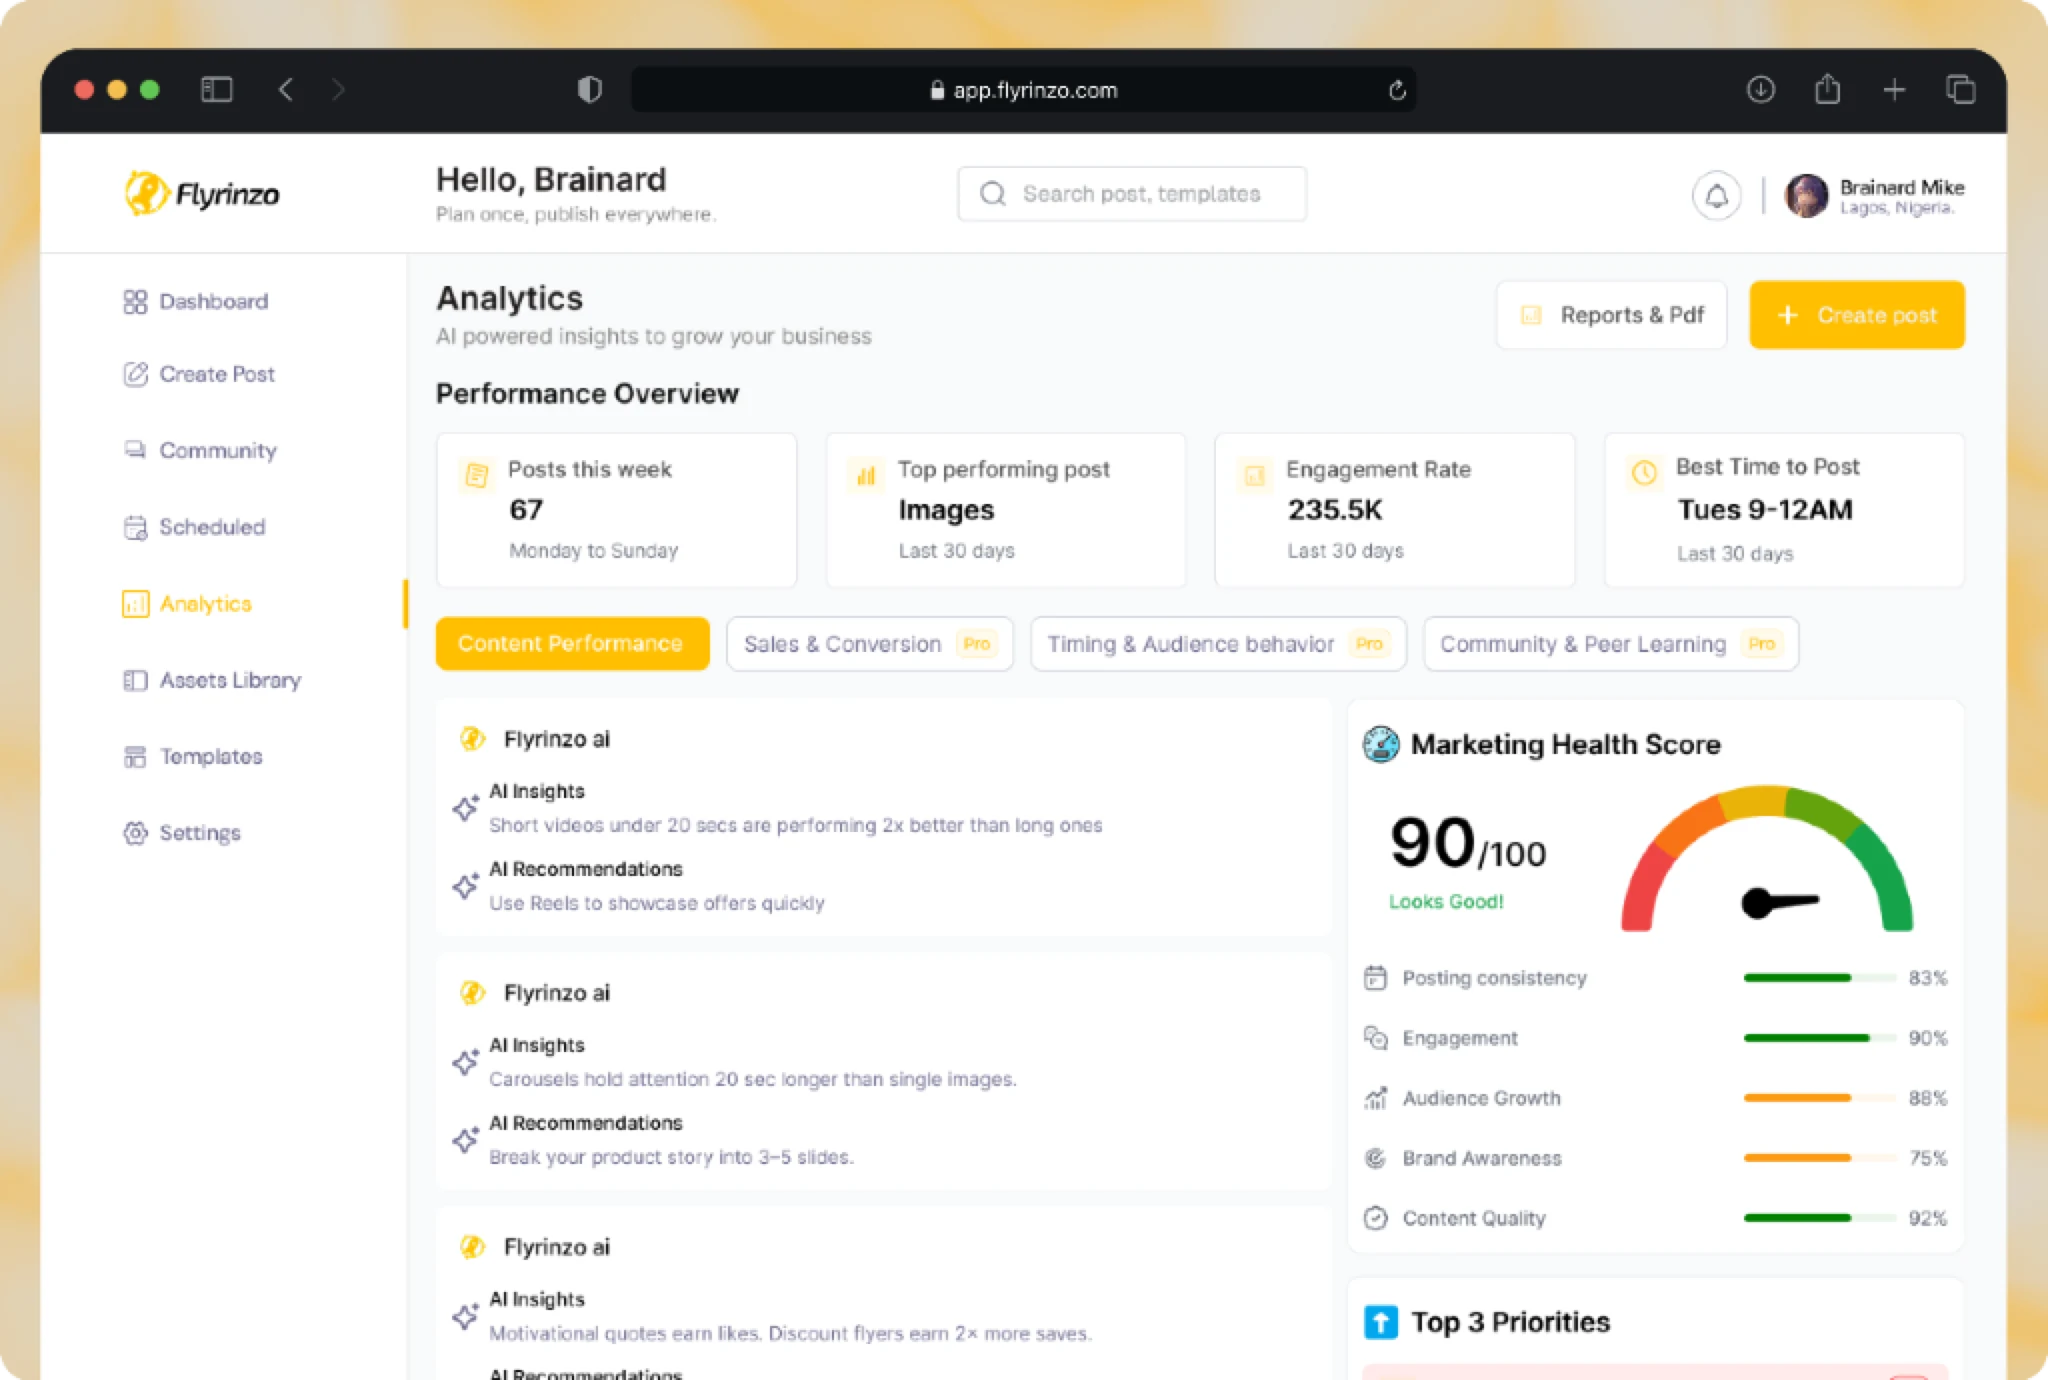 app.flyrinzo.com
Flyrinzo
Hello, Brainard
Plan once, publish everywhere.
Search post, templates
Brainard Mike
Lagos, Nigeria.
Dashboard
Create Post
Community
Scheduled
Analytics
Assets Library
Templates
Settings
Analytics
AI powered insights to grow your business
Reports & Pdf
+ Create post
Performance Overview
Posts this week
67
Monday to Sunday
Top performing post
Images
Last 30 days
Engagement Rate
235.5K
Last 30 days
Best Time to Post
Tues 9-12AM
Last 30 days
Content Performance
Sales & Conversion Pro
Timing & Audience behavior Pro
Community & Peer Learning Pro
Flyrinzo ai
AI Insights
Short videos under 20 secs are performing 2x better than long ones
AI Recommendations
Use Reels to showcase offers quickly
Flyrinzo ai
AI Insights
Carousels hold attention 20 sec longer than single images.
AI Recommendations
Break your product story into 3–5 slides.
Flyrinzo ai
AI Insights
Motivational quotes earn likes. Discount flyers earn 2× more saves.
AI Recommendations
Marketing Health Score
90/100
Looks Good!
Posting consistency 83%
Engagement 90%
Audience Growth 88%
Brand Awareness 75%
Content Quality 92%
Top 3 Priorities